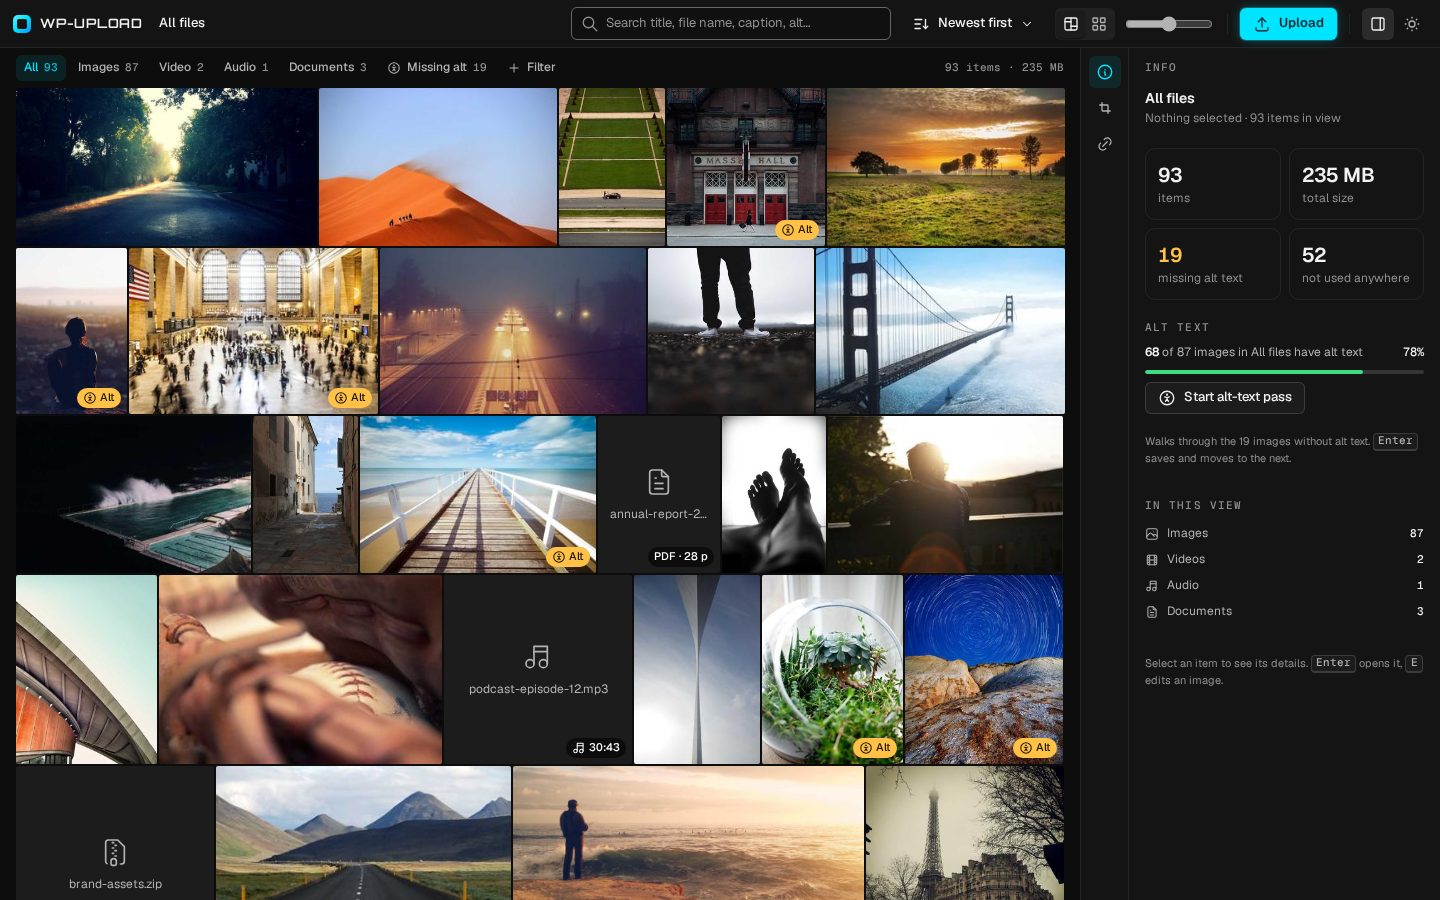 WP-UPLOAD All files Search title, file name, caption, alt... Newest first Upload
All 93 Images 87 Video 2 Audio 1 Documents 3 Missing alt 19 Filter 93 items · 235 MB
MASS HALL
Alt
Alt
Alt
annual-report-2...
PDF · 28 p
Alt
podcast-episode-12.mp3
30:43
Alt
Alt
brand-assets.zip
INFO
All files
Nothing selected · 93 items in view
93
items
235 MB
total size
19
missing alt text
52
not used anywhere
ALT TEXT
68 of 87 images in All files have alt text 78%
Start alt-text pass
Walks through the 19 images without alt text. Enter
saves and moves to the next.
IN THIS VIEW
Images 87
Videos 2
Audio 1
Documents 3
Select an item to see its details. Enter opens it, E
edits an image.